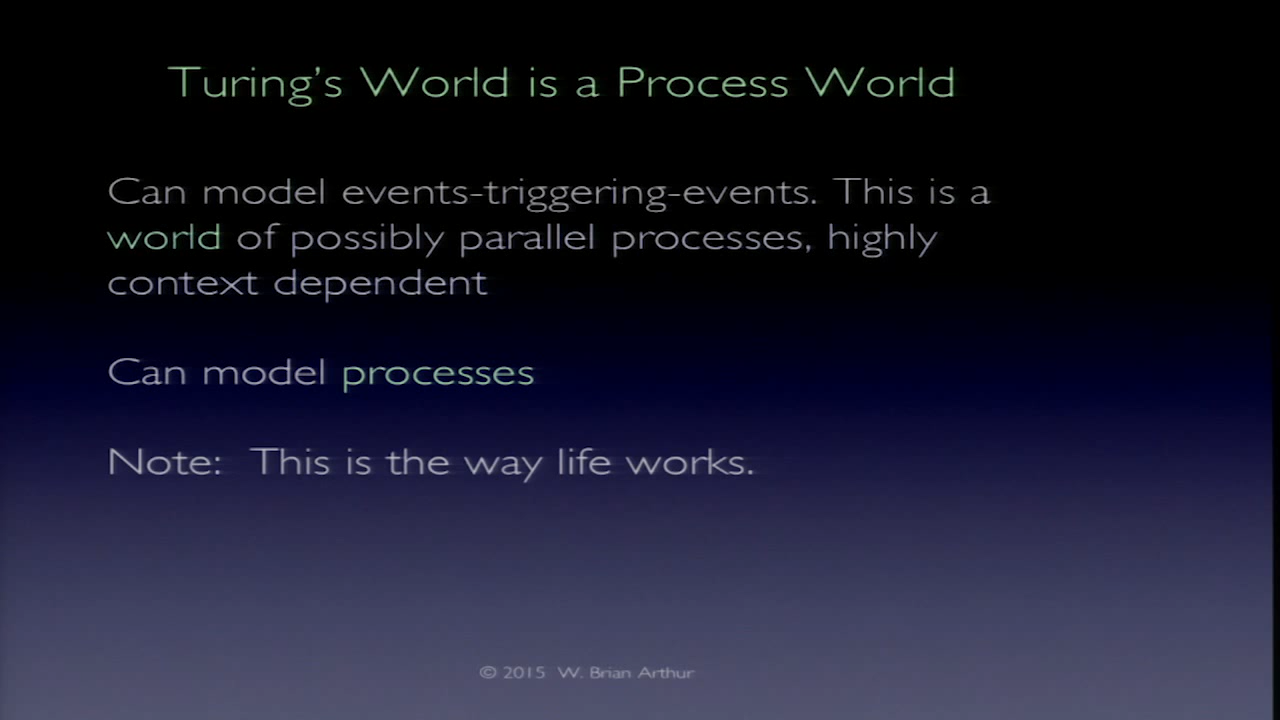 Turing's World is a Process World
Can model events-triggering-events. This is a
world of possibly parallel processes, highly
context dependent
Can model processes
Note: This is the way life works.
© 2015 W. Brian Arthur